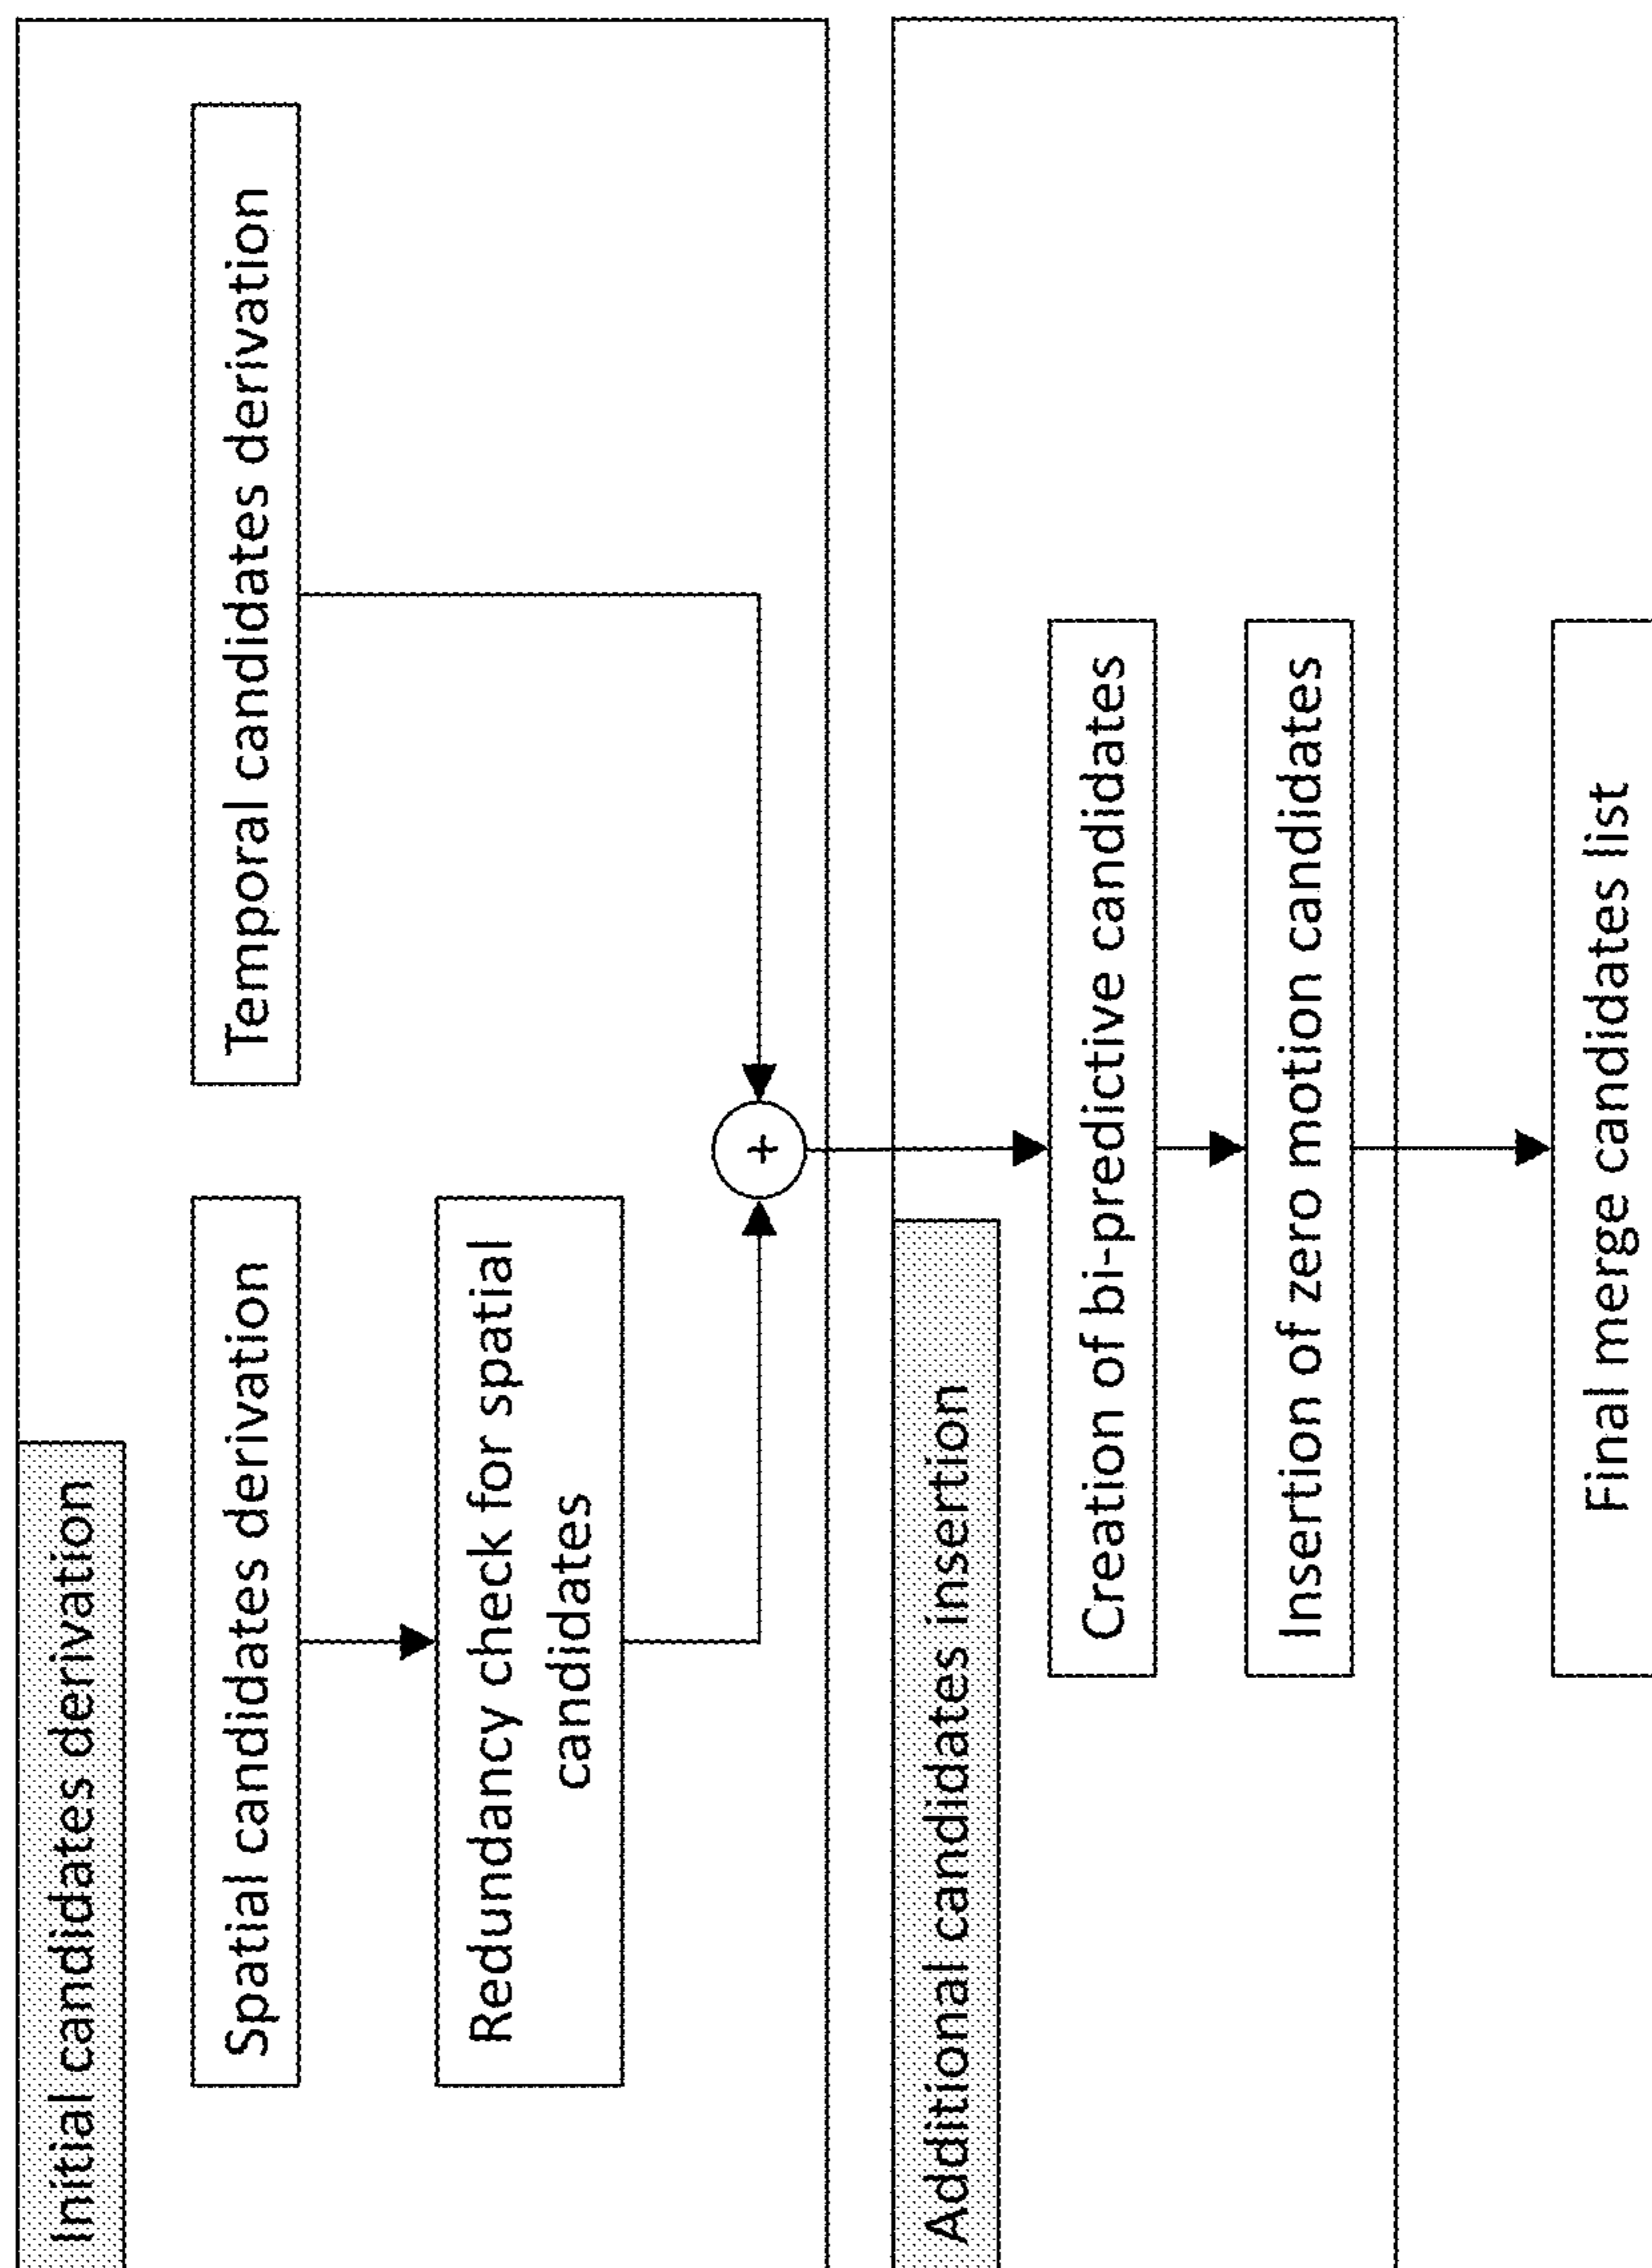 Initial candidates derivation
Spatial candidates derivation
Temporal candidates derivation
Redundancy check for spatial
candidates
+
Additional candidates insertion
Creation of bi-predictive candidates
Insertion of zero motion candidates
Final merge candidates list